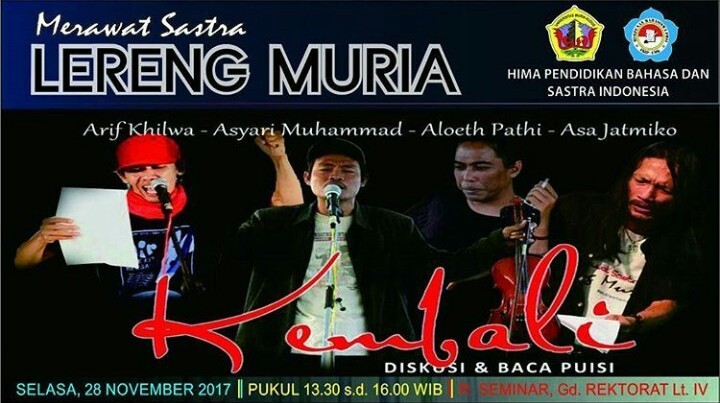 Merawat Sastra
LERENG MURIA
HIMA PENDIDIKAN BAHASA DAN
SASTRA INDONESIA
Arif Khilwa - Asyari Muhammad - Aloeth Pathi - Asa Jatmiko
Kembali
DISKUSI & BACA PUISI
SELASA, 28 NOVEMBER 2017 || PUKUL 13.30 s.d. 16.00 WIB || R. SEMINAR, Gd. REKTORAT Lt. IV